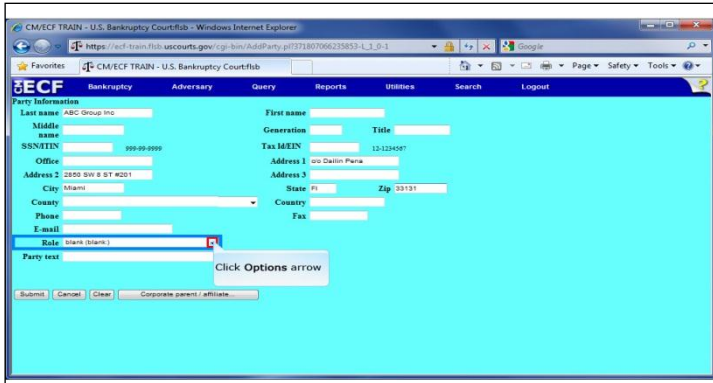 CM/ECF TRAIN - U.S. Bankruptcy Court:flsb - Windows Internet Explorer
https://ecf-train.flsb.uscourts.gov/cgi-bin/AddParty.pl?371807066235853-L_1_0-1 Google
Favorites CM/ECF TRAIN - U.S. Bankruptcy Court:flsb Page Safety Tools
ECF Bankruptcy Adversary Query Reports Utilities Search Logout ?
Party Information
Last name ABC Group Inc First name
Middle name Generation Title
SSN/ITIN 999-99-9999 Tax Id/EIN 12-1234567
Office Address 1 c/o Dailin Pena
Address 2 2850 SW 8 ST #201 Address 3
City Miami State Fl Zip 33131
County Country
Phone Fax
E-mail
Role blank (blank:)
Party text
Click Options arrow
Submit Cancel Clear Corporate parent / affiliate...